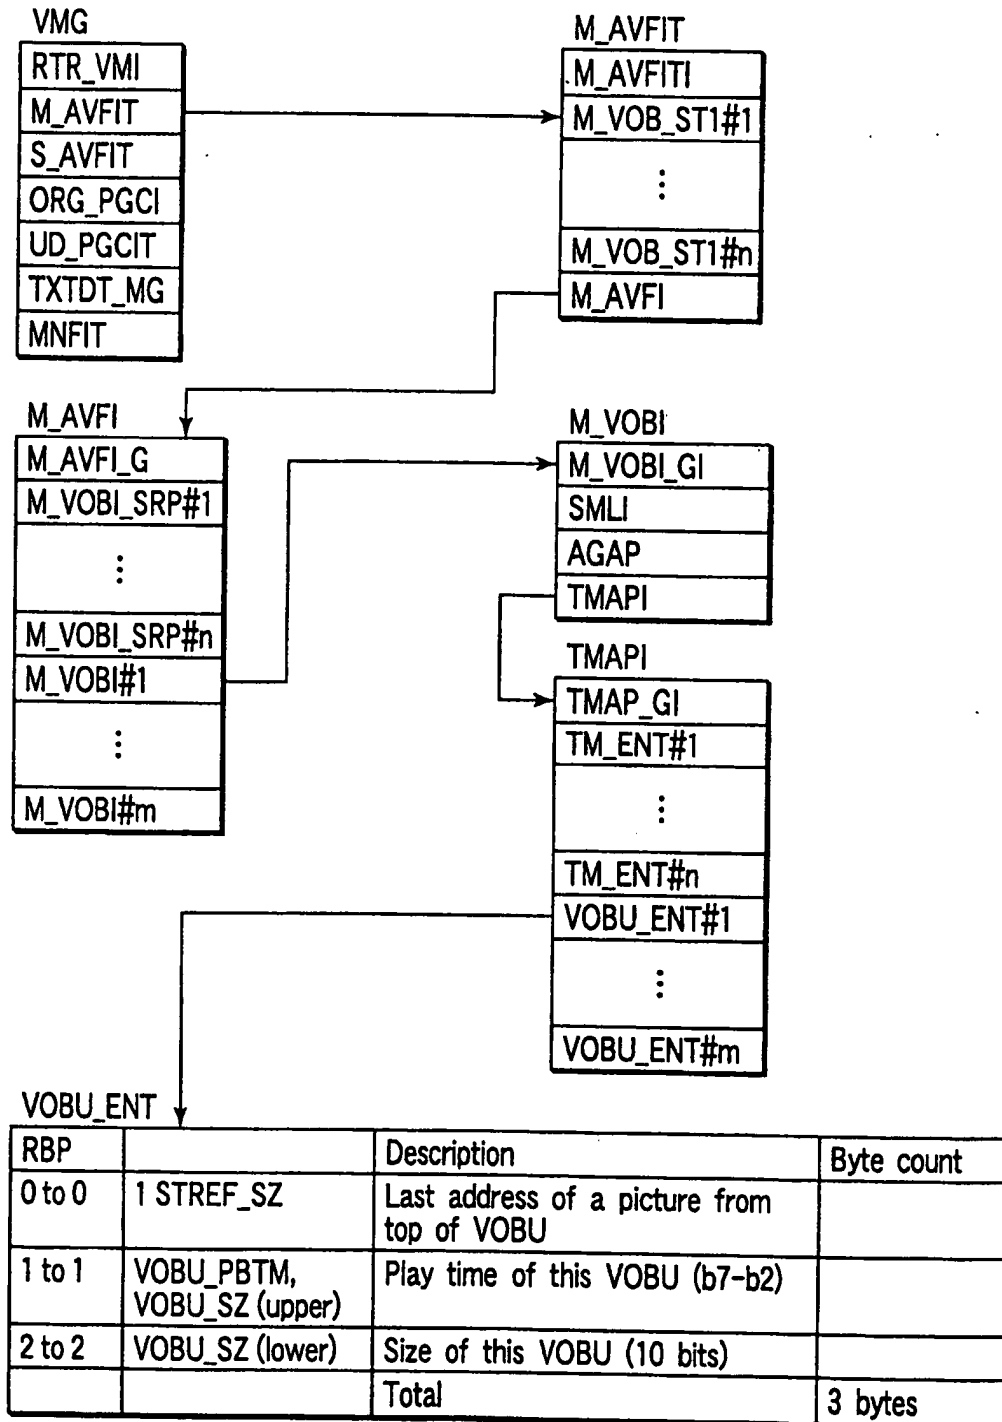 VMG
RTR_VMI
M_AVFIT
S_AVFIT
ORG_PGCI
UD_PGCIT
TXTDT_MG
MNFIT
M_AVFIT
M_AVFITI
M_VOB_ST1#1
⋮
M_VOB_ST1#n
M_AVFI
M_AVFI
M_AVFI_G
M_VOBI_SRP#1
⋮
M_VOBI_SRP#n
M_VOBI#1
⋮
M_VOBI#m
M_VOBI
M_VOBI_GI
SMLI
AGAP
TMAPI
TMAPI
TMAP_GI
TM_ENT#1
⋮
TM_ENT#n
VOBU_ENT#1
⋮
VOBU_ENT#m
VOBU_ENT
RBP Description Byte count
0 to 0 1 STREF_SZ Last address of a picture from
top of VOBU
1 to 1 VOBU_PBTM, Play time of this VOBU (b7-b2)
VOBU_SZ (upper)
2 to 2 VOBU_SZ (lower) Size of this VOBU (10 bits)
Total 3 bytes